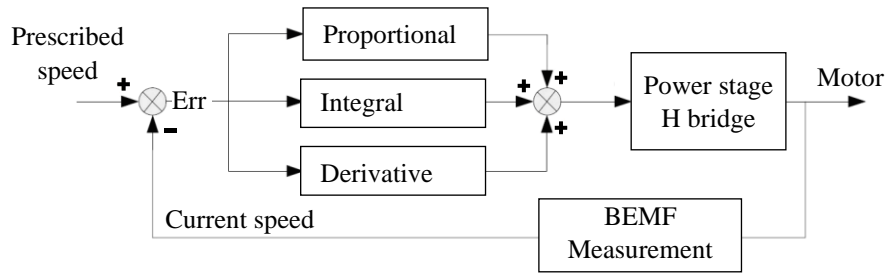 Prescribed
speed
+
Err
−
Proportional
Integral
Derivative
+
+
+
Power stage
H bridge
Motor
Current speed
BEMF
Measurement